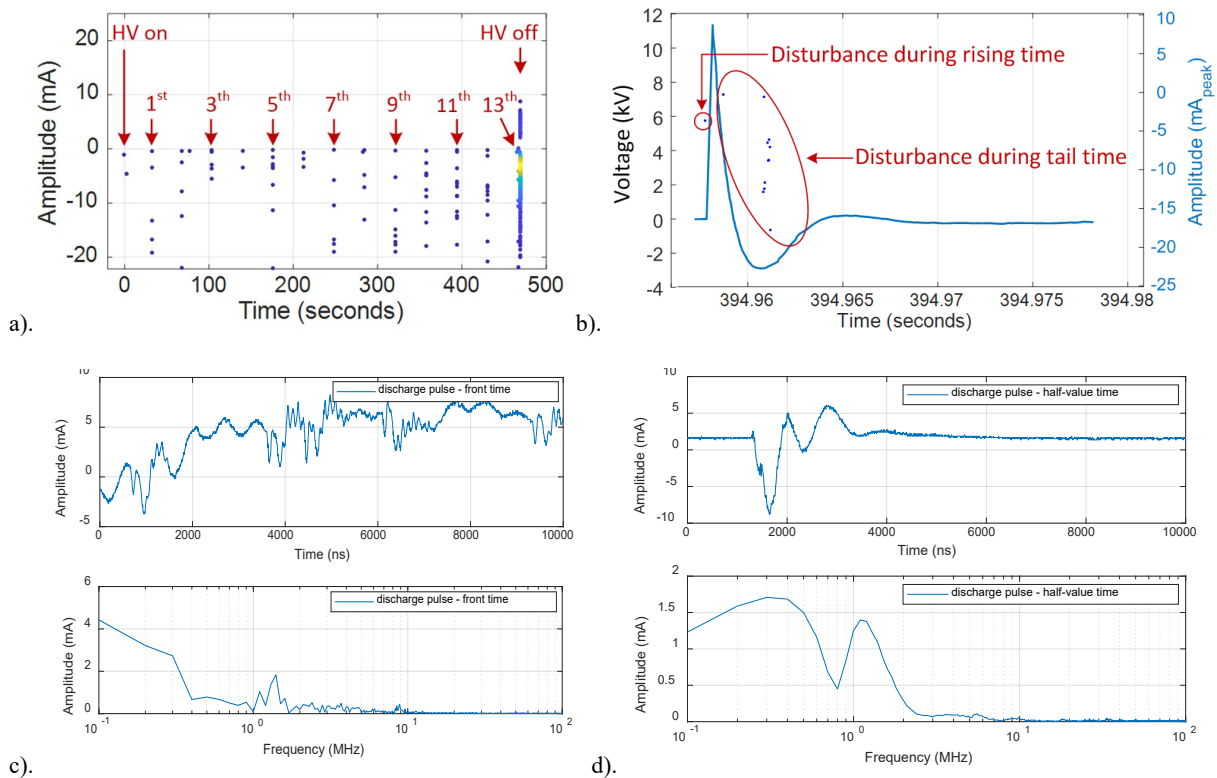 HV on
HV off
1st
3th
5th
7th
9th
11th
13th
20
10
0
-10
-20
Amplitude (mA)
0
100
200
300
400
500
Time (seconds)
a).
12
10
8
6
4
2
0
-2
-4
Voltage (kV)
Disturbance during rising time
Disturbance during tail time
10
5
0
-5
-10
-15
-20
-25
Amplitude (mApeak)
394.96
394.965
394.97
394.975
394.98
Time (seconds)
b).
10
5
0
-5
Amplitude (mA)
discharge pulse - front time
0
2000
4000
6000
8000
10000
Time (ns)
6
4
2
0
Amplitude (mA)
discharge pulse - front time
10-1
100
101
102
Frequency (MHz)
c).
10
5
0
-5
-10
Amplitude (mA)
discharge pulse - half-value time
0
2000
4000
6000
8000
10000
Time (ns)
2
1.5
1
0.5
0
Amplitude (mA)
discharge pulse - half-value time
10-1
100
101
102
Frequency (MHz)
d).